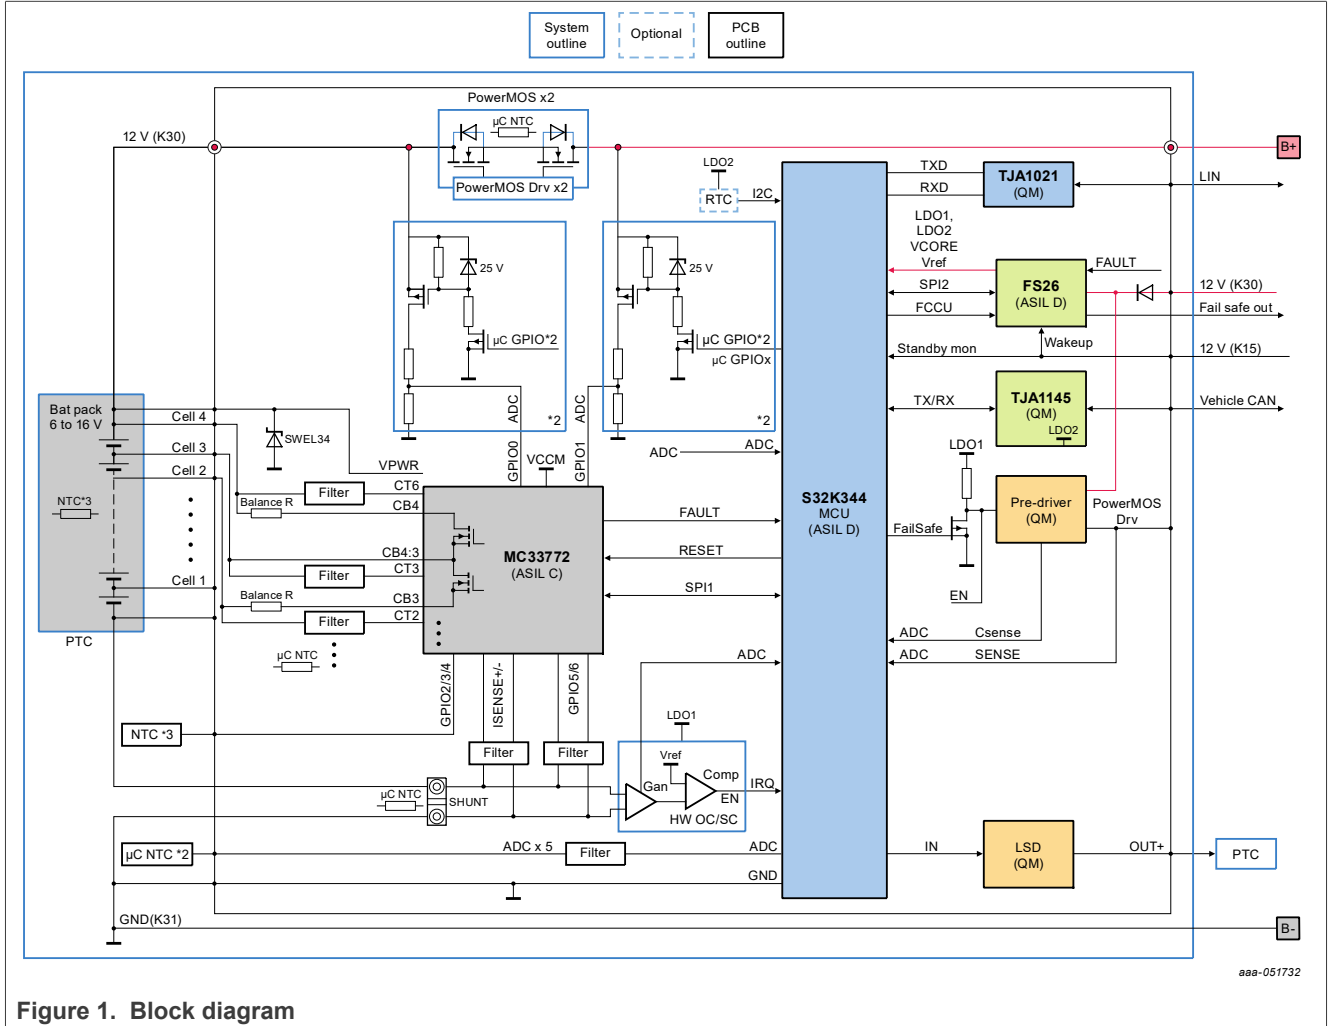 System
outline
Optional
PCB
outline
PowerMOS x2
µC NTC
12 V (K30)
PowerMOS Drv x2
B+
LDO2
RTC
I2C
TXD
RXD
TJA1021
(QM)
LIN
LDO1,
LDO2
VCORE
Vref
SPI2
FCCU
FS26
(ASIL D)
FAULT
12 V (K30)
Fail safe out
Wakeup
Standby mon
12 V (K15)
25 V
µC GPIO*2
*2
ADC
GPIO0
25 V
µC GPIO*2
µC GPIOx
*2
ADC
GPIO1
TX/RX
TJA1145
(QM)
LDO2
Vehicle CAN
Bat pack
6 to 16 V
NTC*3
PTC
Cell 4
Cell 3
Cell 2
Cell 1
SWEL34
VPWR
VCCM
ADC
ADC
Filter
CT6
Balance R
CB4
CB4:3
Filter
CT3
Balance R
CB3
Filter
CT2
µC NTC
MC33772
(ASIL C)
FAULT
RESET
SPI1
S32K344
MCU
(ASIL D)
LDO1
FailSafe
EN
Pre-driver
(QM)
PowerMOS
Drv
ADC
Csense
ADC
SENSE
ADC
GPIO2/3/4
ISENSE+/-
GPIO5/6
NTC *3
Filter
Filter
LDO1
Vref
Gan
Comp
EN
HW OC/SC
IRQ
µC NTC
SHUNT
µC NTC *2
ADC x 5
Filter
ADC
GND
IN
LSD
(QM)
OUT+
PTC
GND(K31)
B-
aaa-051732
Figure 1. Block diagram